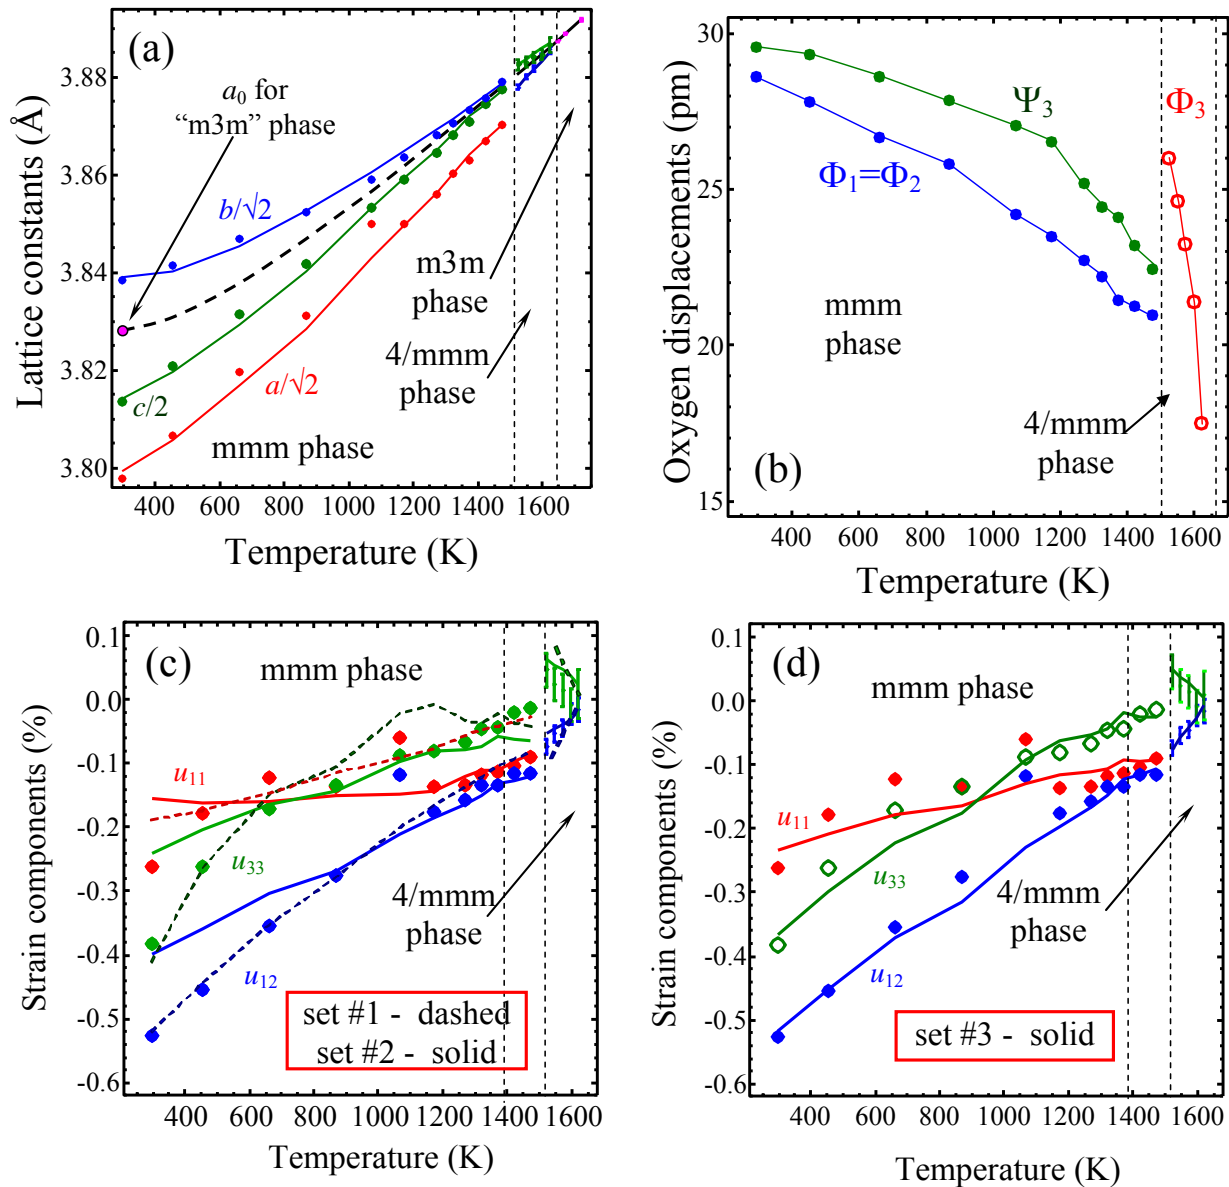 (a)
a₀ for
“m3m” phase
b/√2
c/2
a/√2
m3m
phase
4/mmm
phase
mmm phase
3.88
3.86
3.84
3.82
3.80
Lattice constants (Å)
400 600 800 1000 1200 1400 1600
Temperature (K)
30
25
20
15
Oxygen displacements (pm)
Ψ₃
Φ₃
Φ₁=Φ₂
mmm
phase
4/mmm
phase
(b)
400 600 800 1000 1200 1400 1600
Temperature (K)
0.1
0.0
-0.1
-0.2
-0.3
-0.4
-0.5
-0.6
Strain components (%)
(c)
mmm phase
u₁₁
u₃₃
u₁₂
4/mmm
phase
set #1 - dashed
set #2 - solid
400 600 800 1000 1200 1400 1600
Temperature (K)
0.1
0.0
-0.1
-0.2
-0.3
-0.4
-0.5
-0.6
Strain components (%)
(d)
mmm phase
u₁₁
u₃₃
u₁₂
4/mmm
phase
set #3 - solid
400 600 800 1000 1200 1400 1600
Temperature (K)